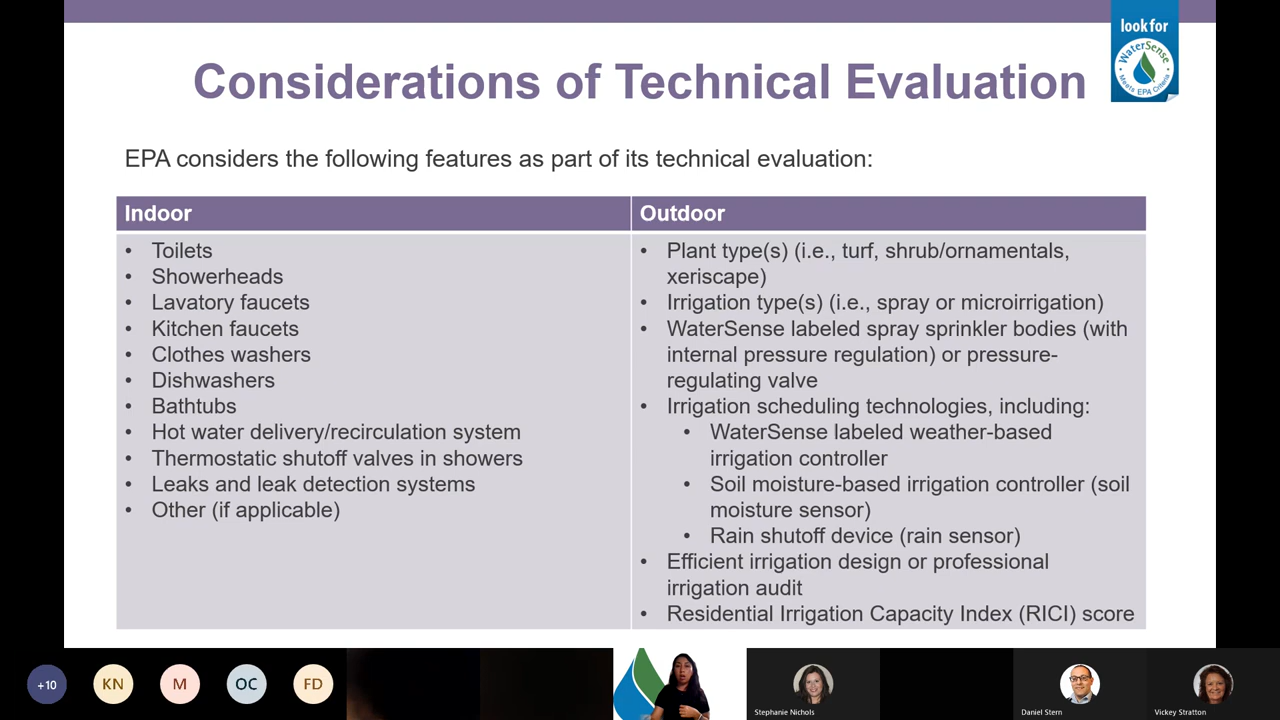 look for
WaterSense
Meets EPA Criteria
Considerations of Technical Evaluation
EPA considers the following features as part of its technical evaluation:
Indoor
• Toilets
• Showerheads
• Lavatory faucets
• Kitchen faucets
• Clothes washers
• Dishwashers
• Bathtubs
• Hot water delivery/recirculation system
• Thermostatic shutoff valves in showers
• Leaks and leak detection systems
• Other (if applicable)
Outdoor
• Plant type(s) (i.e., turf, shrub/ornamentals,
xeriscape)
• Irrigation type(s) (i.e., spray or microirrigation)
• WaterSense labeled spray sprinkler bodies (with
internal pressure regulation) or pressure-
regulating valve
• Irrigation scheduling technologies, including:
• WaterSense labeled weather-based
irrigation controller
• Soil moisture-based irrigation controller (soil
moisture sensor)
• Rain shutoff device (rain sensor)
• Efficient irrigation design or professional
irrigation audit
• Residential Irrigation Capacity Index (RICI) score
+10
KN
M
OC
FD
Stephanie Nichols
Daniel Stern
Vickey Stratton